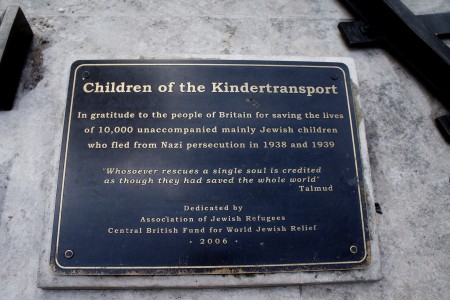 Children of the Kindertransport
In gratitude to the people of Britain for saving the lives
of 10,000 unaccompanied mainly Jewish children
who fled from Nazi persecution in 1938 and 1939
"Whosoever rescues a single soul is credited
as though they had saved the whole world"
Talmud
Dedicated by
Association of Jewish Refugees
Central British Fund for World Jewish Relief
· 2006 ·